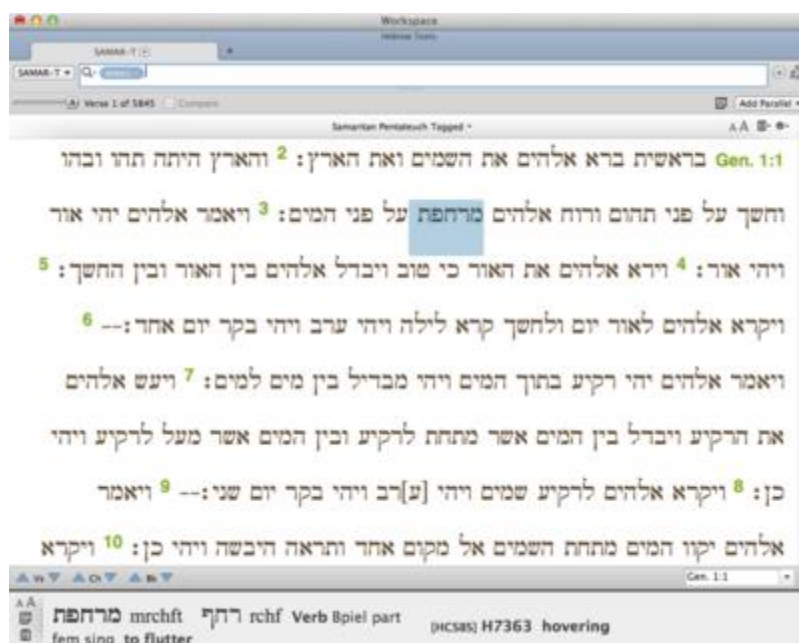 Workspace
Hebrew Texts
SAMAR-T
SAMAR-T
Verse 1 of 5845 Compare
Add Parallel
Samaritan Pentateuch Tagged
A A
Gen. 1:1 בראשית ברא אלהים את השמים ואת הארץ: 2 והארץ היתה תהו ובהו
וחשך על פני תהום ורוח אלהים מרחפת על פני המים: 3 ויאמר אלהים יהי אור
ויהי אור: 4 וירא אלהים את האור כי טוב ויבדל אלהים בין האור ובין החשך: 5
ויקרא אלהים לאור יום ולחשך קרא לילה ויהי ערב ויהי בקר יום אחד:-- 6
ויאמר אלהים יהי רקיע בתוך המים ויהי מבדיל בין מים למים: 7 ויעש אלהים
את הרקיע ויבדל בין המים אשר מתחת לרקיע ובין המים אשר מעל לרקיע ויהי
כן: 8 ויקרא אלהים לרקיע שמים ויהי [ע]רב ויהי בקר יום שני:-- 9 ויאמר
אלהים יקוו המים מתחת השמים אל מקום אחד ותראה היבשה ויהי כן: 10 ויקרא
Vs Ch Bk Gen. 1:1
A A
מרחפת mrchft רחף rchf Verb Bpiel part
fem sing to flutter
[HCSBS] H7363 hovering